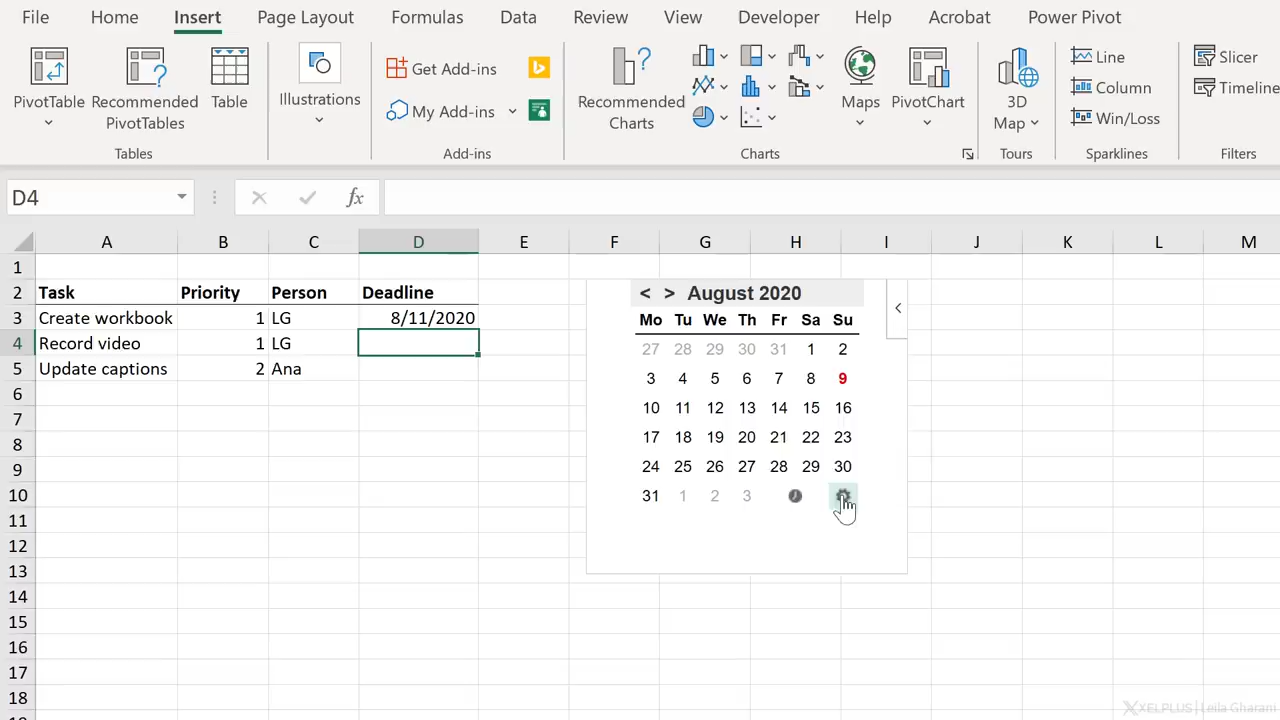 File Home Insert Page Layout Formulas Data Review View Developer Help Acrobat Power Pivot
PivotTable
Recommended
PivotTables
Table
Tables
Illustrations
Get Add-ins
My Add-ins
Add-ins
Recommended
Charts
Maps
PivotChart
Charts
3D
Map
Tours
Line
Column
Win/Loss
Sparklines
Slicer
Timeline
Filters
D4
fx
A B C D E F G H I J K L M
1
2 Task Priority Person Deadline
3 Create workbook 1 LG 8/11/2020
4 Record video 1 LG
5 Update captions 2 Ana
6
7
8
9
10
11
12
13
14
15
16
17
18
< > August 2020
Mo Tu We Th Fr Sa Su
27 28 29 30 31 1 2
3 4 5 6 7 8 9
10 11 12 13 14 15 16
17 18 19 20 21 22 23
24 25 26 27 28 29 30
31 1 2 3
XELPLUS | Leila Gharani